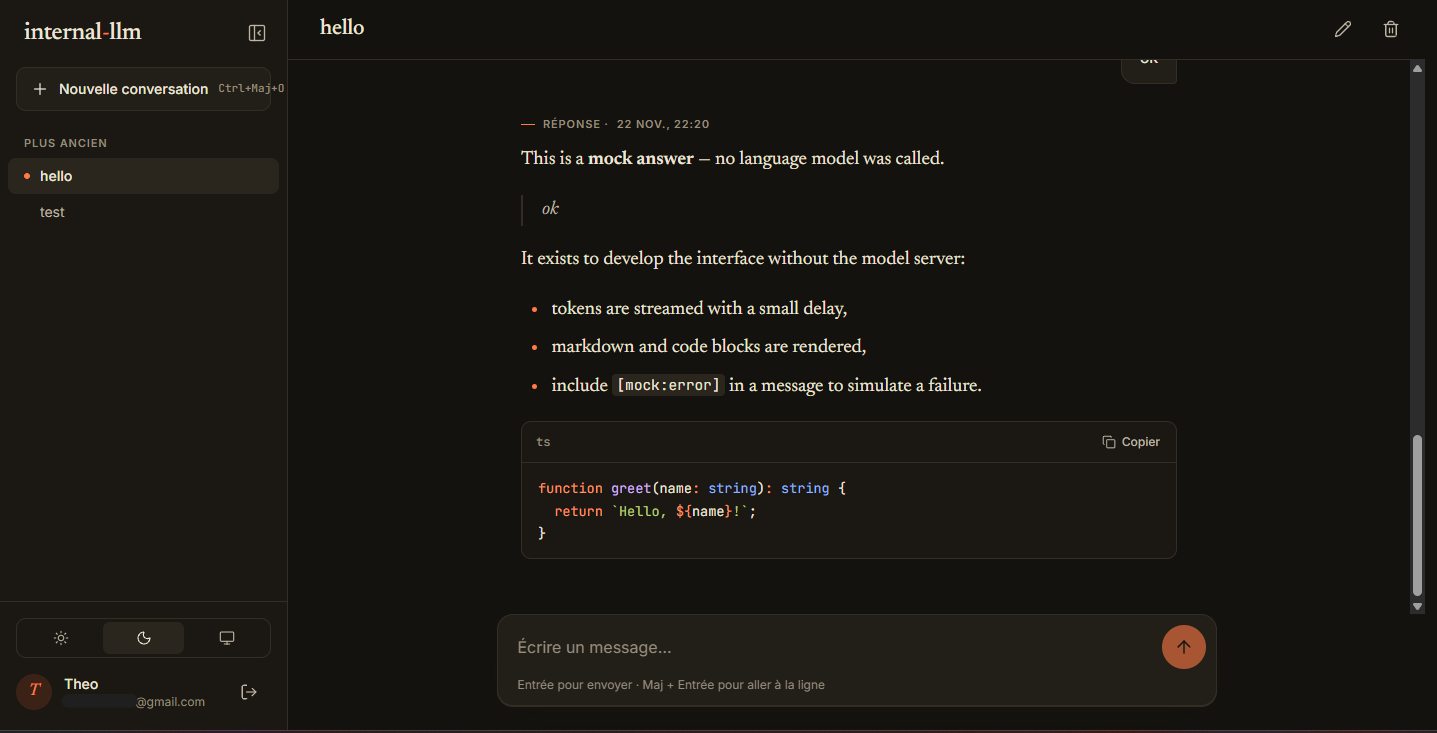 internal-llm
Nouvelle conversation Ctrl+Maj+O
PLUS ANCIEN
hello
test
T
Theo
@gmail.com
hello
ok
RÉPONSE · 22 NOV., 22:20
This is a mock answer — no language model was called.
ok
It exists to develop the interface without the model server:
tokens are streamed with a small delay,
markdown and code blocks are rendered,
include [mock:error] in a message to simulate a failure.
ts Copier
function greet(name: string): string {
  return `Hello, ${name}!`;
}
Écrire un message...
Entrée pour envoyer · Maj + Entrée pour aller à la ligne